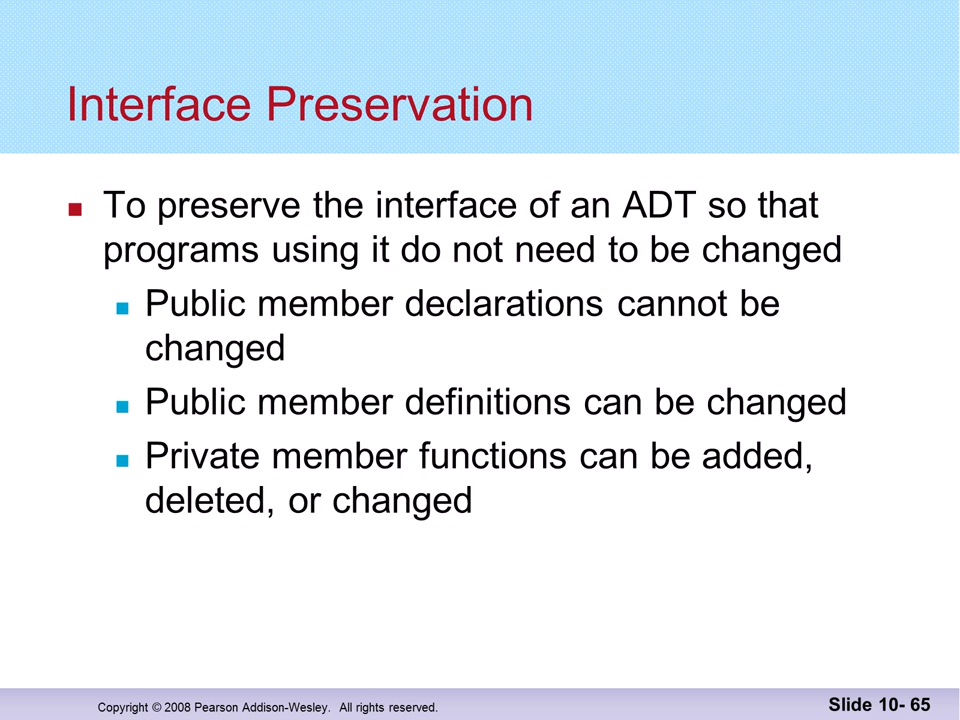 Interface Preservation
To preserve the interface of an ADT so that
programs using it do not need to be changed
Public member declarations cannot be
changed
Public member definitions can be changed
Private member functions can be added,
deleted, or changed
Copyright © 2008 Pearson Addison-Wesley. All rights reserved.
Slide 10- 65